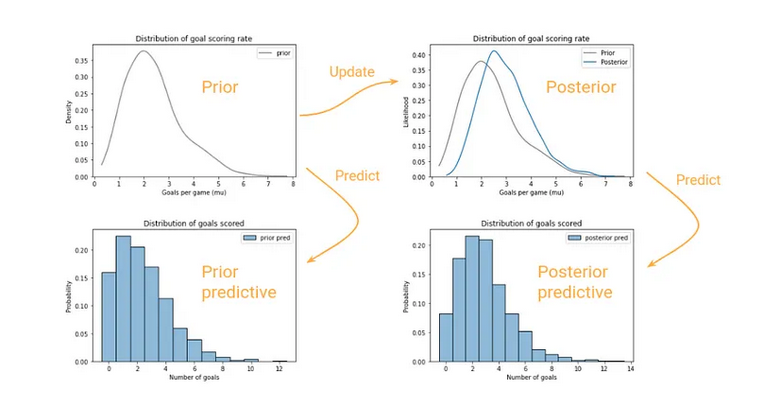 Distribution of goal scoring rate
prior
Prior
Density
0.35
0.30
0.25
0.20
0.15
0.10
0.05
0.00
0 1 2 3 4 5 6 7 8
Goals per game (mu)
Update
Distribution of goal scoring rate
Prior
Posterior
Posterior
Likelihood
0.40
0.35
0.30
0.25
0.20
0.15
0.10
0.05
0.00
0 1 2 3 4 5 6 7 8
Goals per game (mu)
Predict
Predict
Distribution of goals scored
prior pred
Prior
predictive
Probability
0.20
0.15
0.10
0.05
0.00
0 2 4 6 8 10 12
Number of goals
Distribution of goals scored
posterior pred
Posterior
predictive
Probability
0.20
0.15
0.10
0.05
0.00
0 2 4 6 8 10 12 14
Number of goals